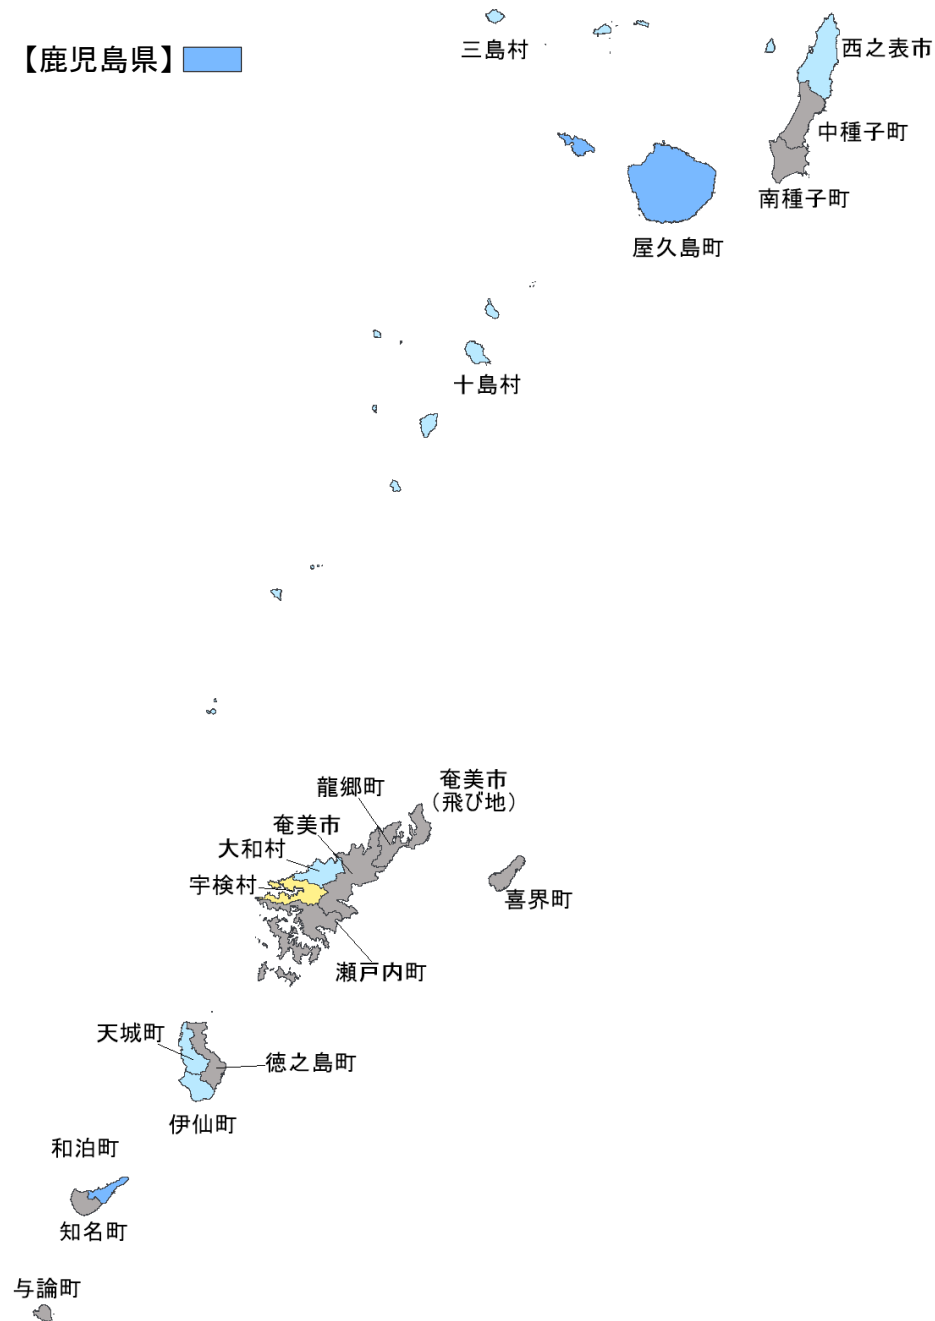 【鹿児島県】
三島村
西之表市
中種子町
南種子町
屋久島町
十島村
龍郷町
奄美市
（飛び地）
奄美市
大和村
宇検村
喜界町
瀬戸内町
天城町
徳之島町
伊仙町
和泊町
知名町
与論町